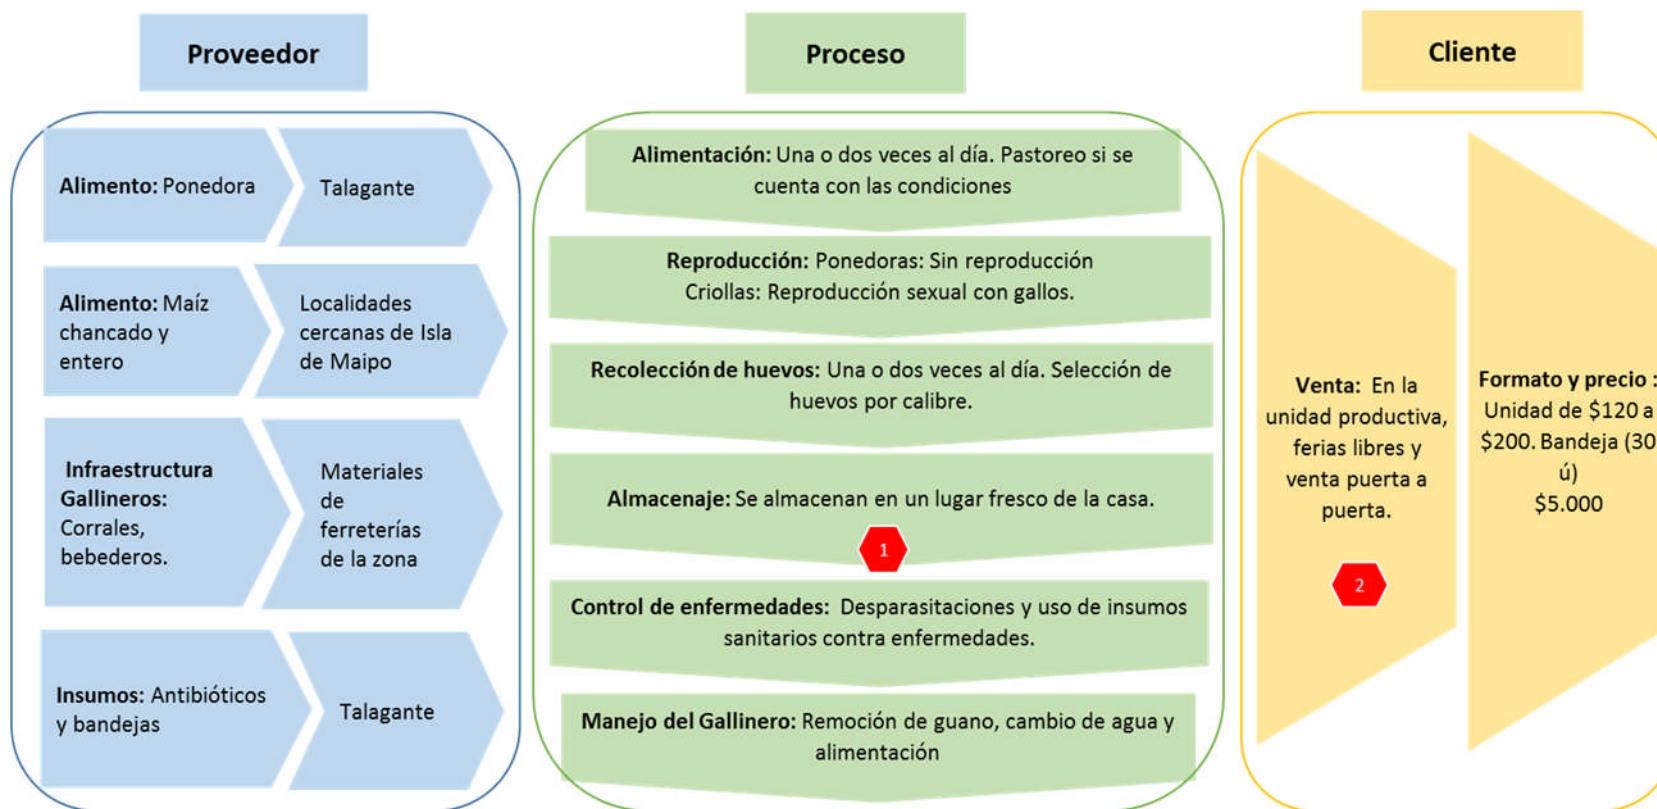 Proveedor
Alimento: Ponedora
Talagante
Alimento: Maíz
chancado y
entero
Localidades
cercanas de Isla
de Maipo
Infraestructura
Gallineros:
Corrales,
bebederos.
Materiales
de
ferreterías
de la zona
Insumos: Antibióticos
y bandejas
Talagante
Proceso
Alimentación: Una o dos veces al día. Pastoreo si se
cuenta con las condiciones
Reproducción: Ponedoras: Sin reproducción
Criollas: Reproducción sexual con gallos.
Recolección de huevos: Una o dos veces al día. Selección de
huevos por calibre.
Almacenaje: Se almacenan en un lugar fresco de la casa.
1
Control de enfermedades: Desparasitaciones y uso de insumos
sanitarios contra enfermedades.
Manejo del Gallinero: Remoción de guano, cambio de agua y
alimentación
Cliente
Venta: En la
unidad productiva,
ferias libres y
venta puerta a
puerta.
2
Formato y precio :
Unidad de $120 a
$200. Bandeja (30
ú)
$5.000